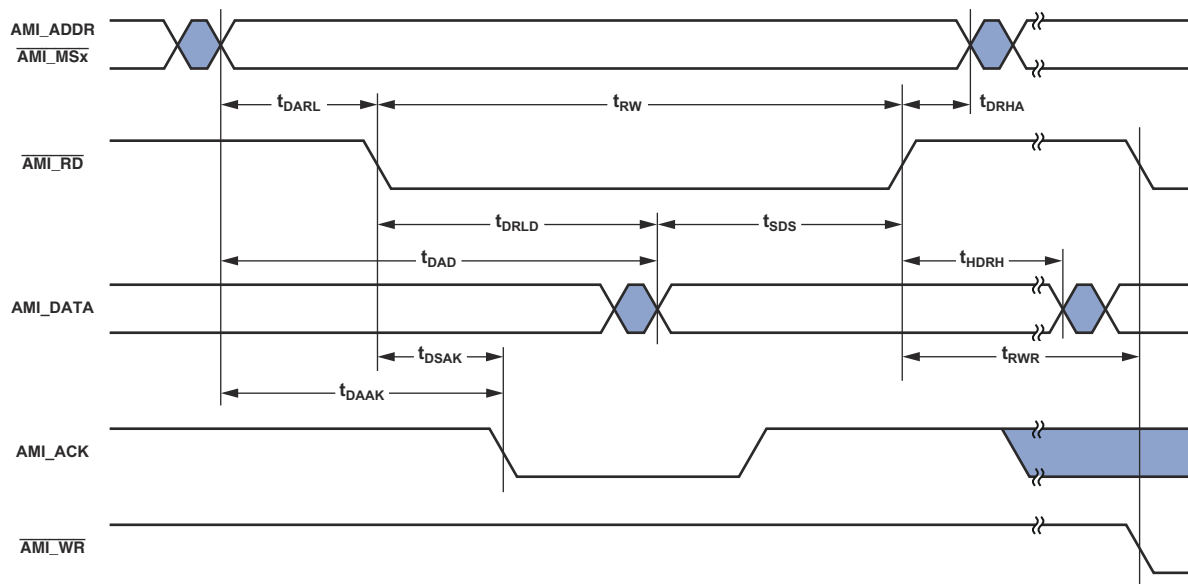 AMI_ADDR
AMI_MSx
tDARL
tRW
tDRHA
AMI_RD
tDRLD
tSDS
tDAD
tHDRH
AMI_DATA
tDSAK
tRWR
tDAAK
AMI_ACK
AMI_WR